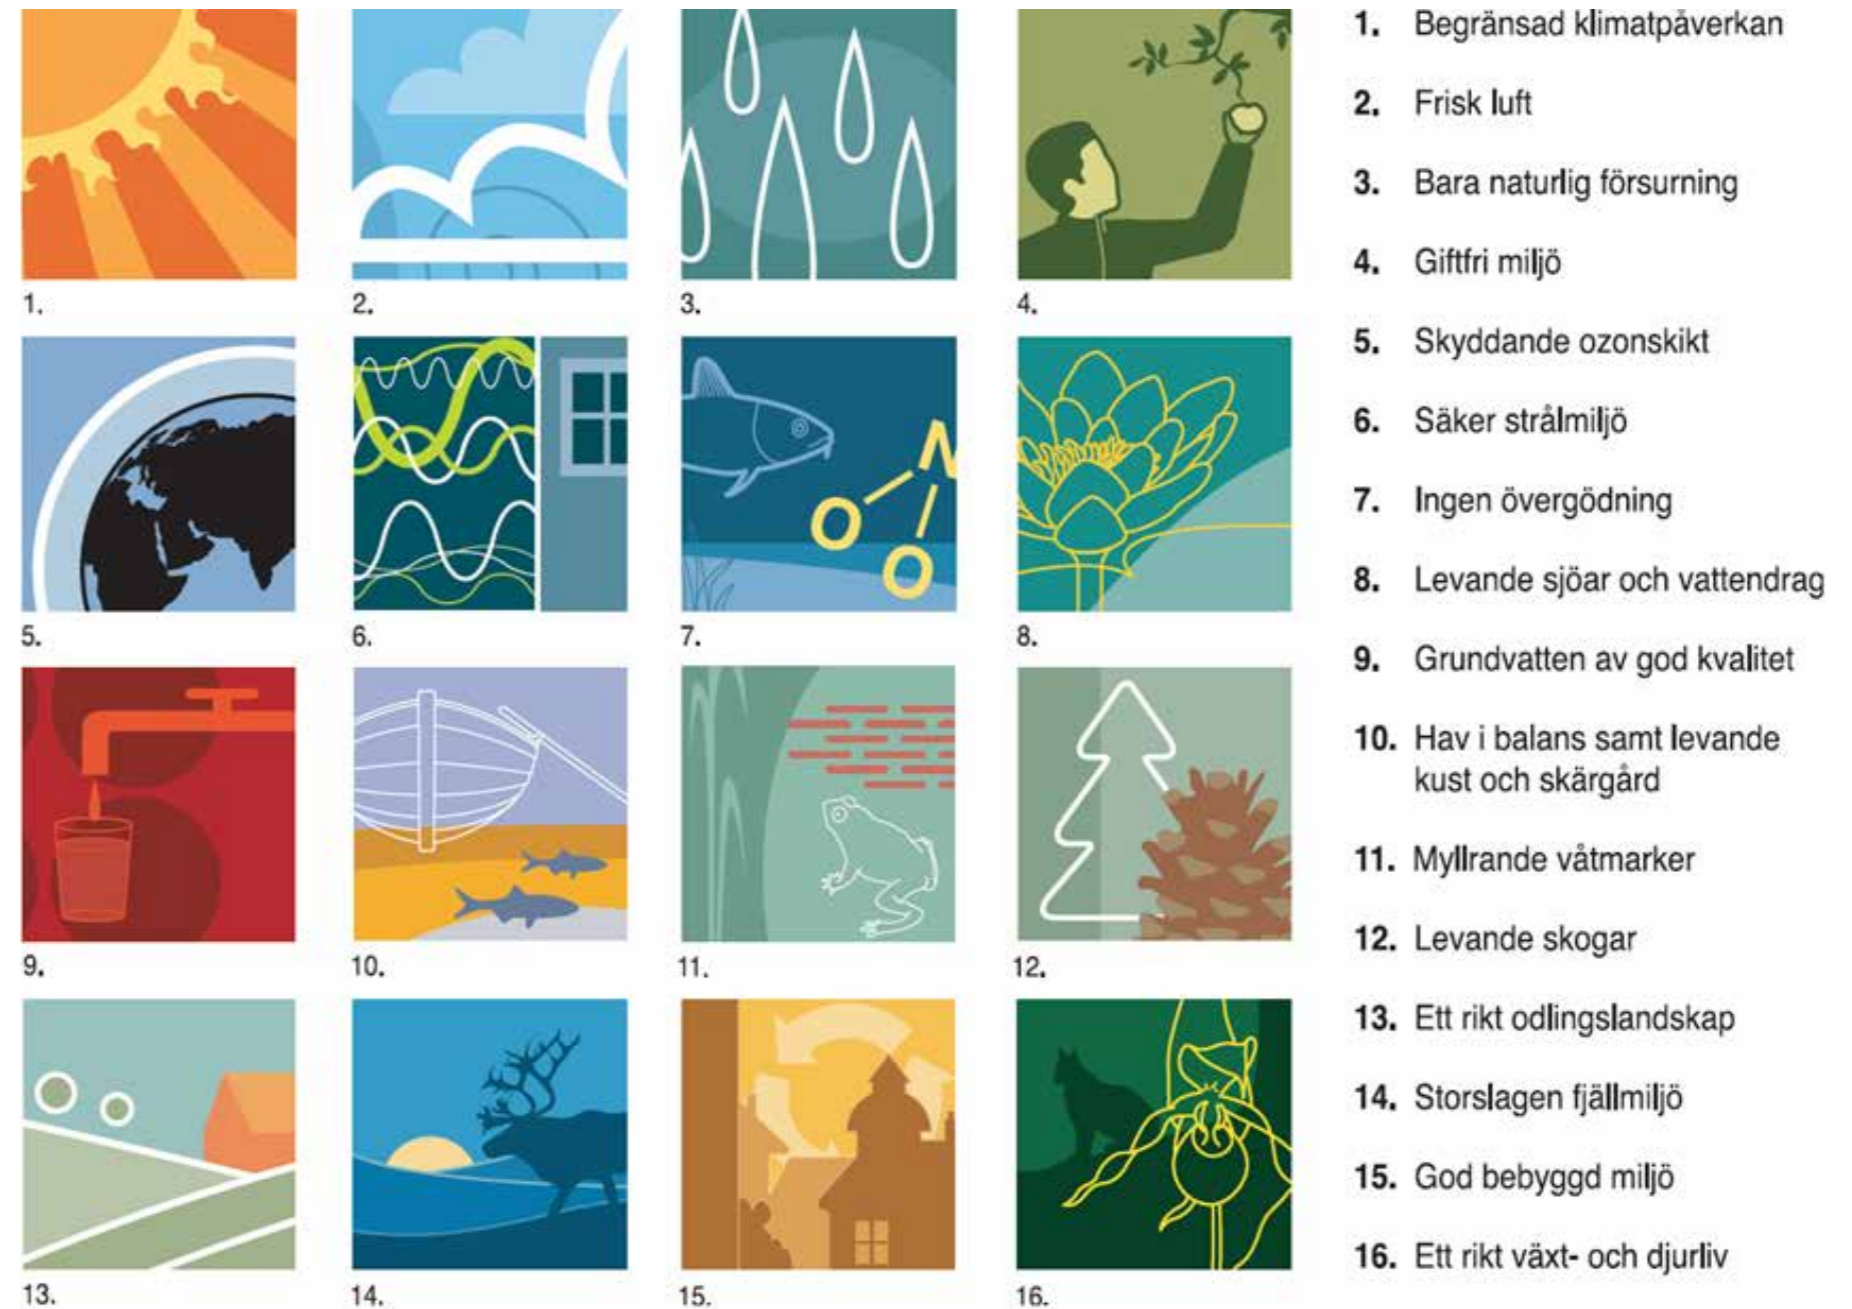 1.
2.
3.
4.
5.
6.
N
O
O
7.
8.
9.
10.
11.
12.
13.
14.
15.
16.
1. Begränsad klimatpåverkan
2. Frisk luft
3. Bara naturlig försurning
4. Giftfri miljö
5. Skyddande ozonskikt
6. Säker strålmiljö
7. Ingen övergödning
8. Levande sjöar och vattendrag
9. Grundvatten av god kvalitet
10. Hav i balans samt levande
kust och skärgård
11. Myllrande våtmarker
12. Levande skogar
13. Ett rikt odlingslandskap
14. Storslagen fjällmiljö
15. God bebyggd miljö
16. Ett rikt växt- och djurliv